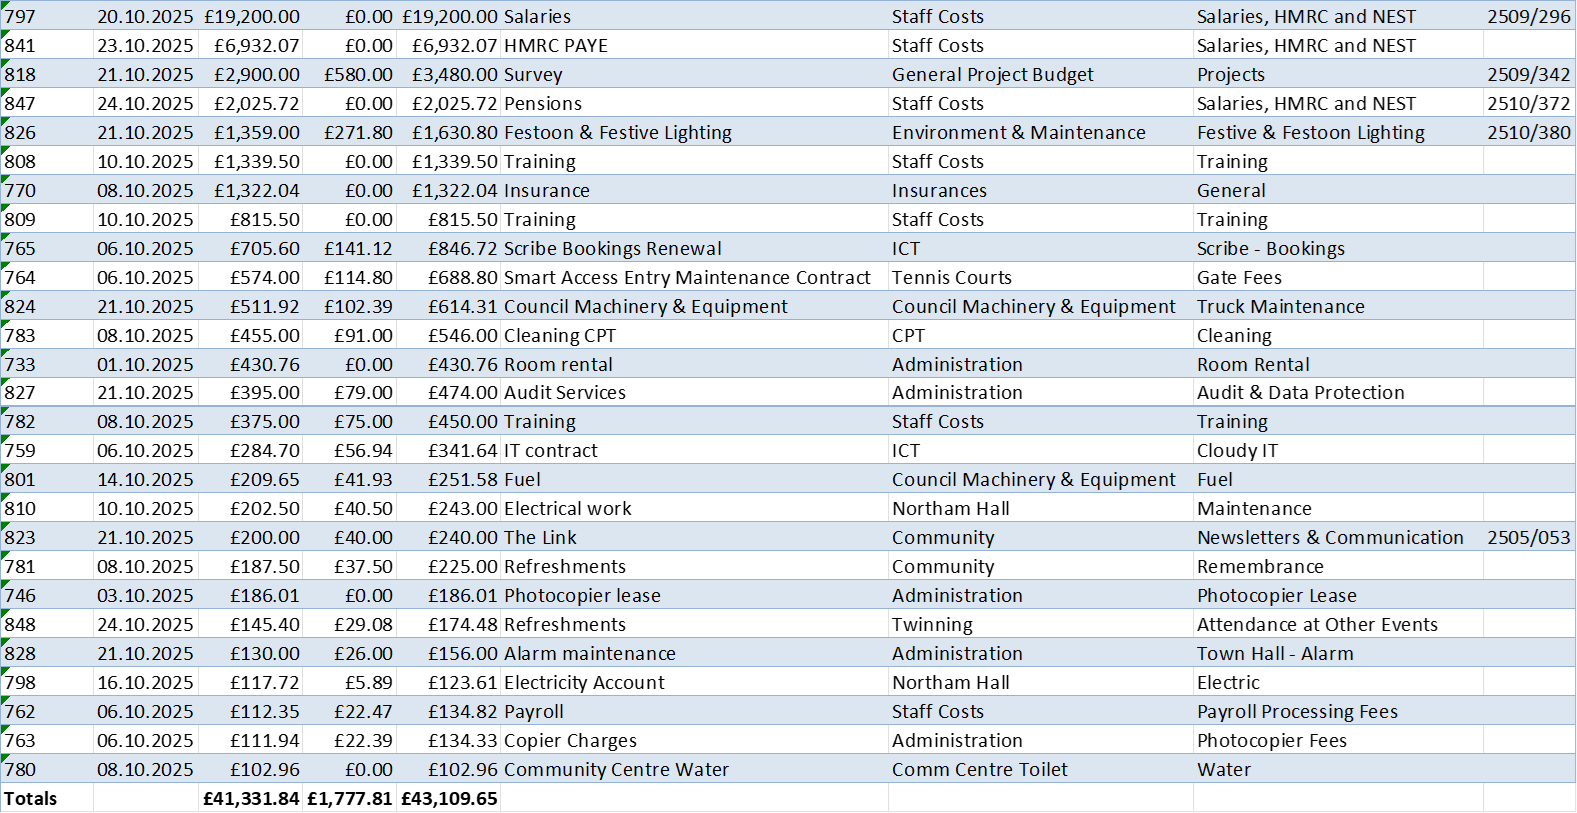 797 20.10.2025 £19,200.00 £0.00 £19,200.00 Salaries Staff Costs Salaries, HMRC and NEST 2509/296
841 23.10.2025 £6,932.07 £0.00 £6,932.07 HMRC PAYE Staff Costs Salaries, HMRC and NEST
818 21.10.2025 £2,900.00 £580.00 £3,480.00 Survey General Project Budget Projects 2509/342
847 24.10.2025 £2,025.72 £0.00 £2,025.72 Pensions Staff Costs Salaries, HMRC and NEST 2510/372
826 21.10.2025 £1,359.00 £271.80 £1,630.80 Festoon & Festive Lighting Environment & Maintenance Festive & Festoon Lighting 2510/380
808 10.10.2025 £1,339.50 £0.00 £1,339.50 Training Staff Costs Training
770 08.10.2025 £1,322.04 £0.00 £1,322.04 Insurance Insurances General
809 10.10.2025 £815.50 £0.00 £815.50 Training Staff Costs Training
765 06.10.2025 £705.60 £141.12 £846.72 Scribe Bookings Renewal ICT Scribe - Bookings
764 06.10.2025 £574.00 £114.80 £688.80 Smart Access Entry Maintenance Contract Tennis Courts Gate Fees
824 21.10.2025 £511.92 £102.39 £614.31 Council Machinery & Equipment Council Machinery & Equipment Truck Maintenance
783 08.10.2025 £455.00 £91.00 £546.00 Cleaning CPT CPT Cleaning
733 01.10.2025 £430.76 £0.00 £430.76 Room rental Administration Room Rental
827 21.10.2025 £395.00 £79.00 £474.00 Audit Services Administration Audit & Data Protection
782 08.10.2025 £375.00 £75.00 £450.00 Training Staff Costs Training
759 06.10.2025 £284.70 £56.94 £341.64 IT contract ICT Cloudy IT
801 14.10.2025 £209.65 £41.93 £251.58 Fuel Council Machinery & Equipment Fuel
810 10.10.2025 £202.50 £40.50 £243.00 Electrical work Northam Hall Maintenance
823 21.10.2025 £200.00 £40.00 £240.00 The Link Community Newsletters & Communication 2505/053
781 08.10.2025 £187.50 £37.50 £225.00 Refreshments Community Remembrance
746 03.10.2025 £186.01 £0.00 £186.01 Photocopier lease Administration Photocopier Lease
848 24.10.2025 £145.40 £29.08 £174.48 Refreshments Twinning Attendance at Other Events
828 21.10.2025 £130.00 £26.00 £156.00 Alarm maintenance Administration Town Hall - Alarm
798 16.10.2025 £117.72 £5.89 £123.61 Electricity Account Northam Hall Electric
762 06.10.2025 £112.35 £22.47 £134.82 Payroll Staff Costs Payroll Processing Fees
763 06.10.2025 £111.94 £22.39 £134.33 Copier Charges Administration Photocopier Fees
780 08.10.2025 £102.96 £0.00 £102.96 Community Centre Water Comm Centre Toilet Water
Totals £41,331.84 £1,777.81 £43,109.65